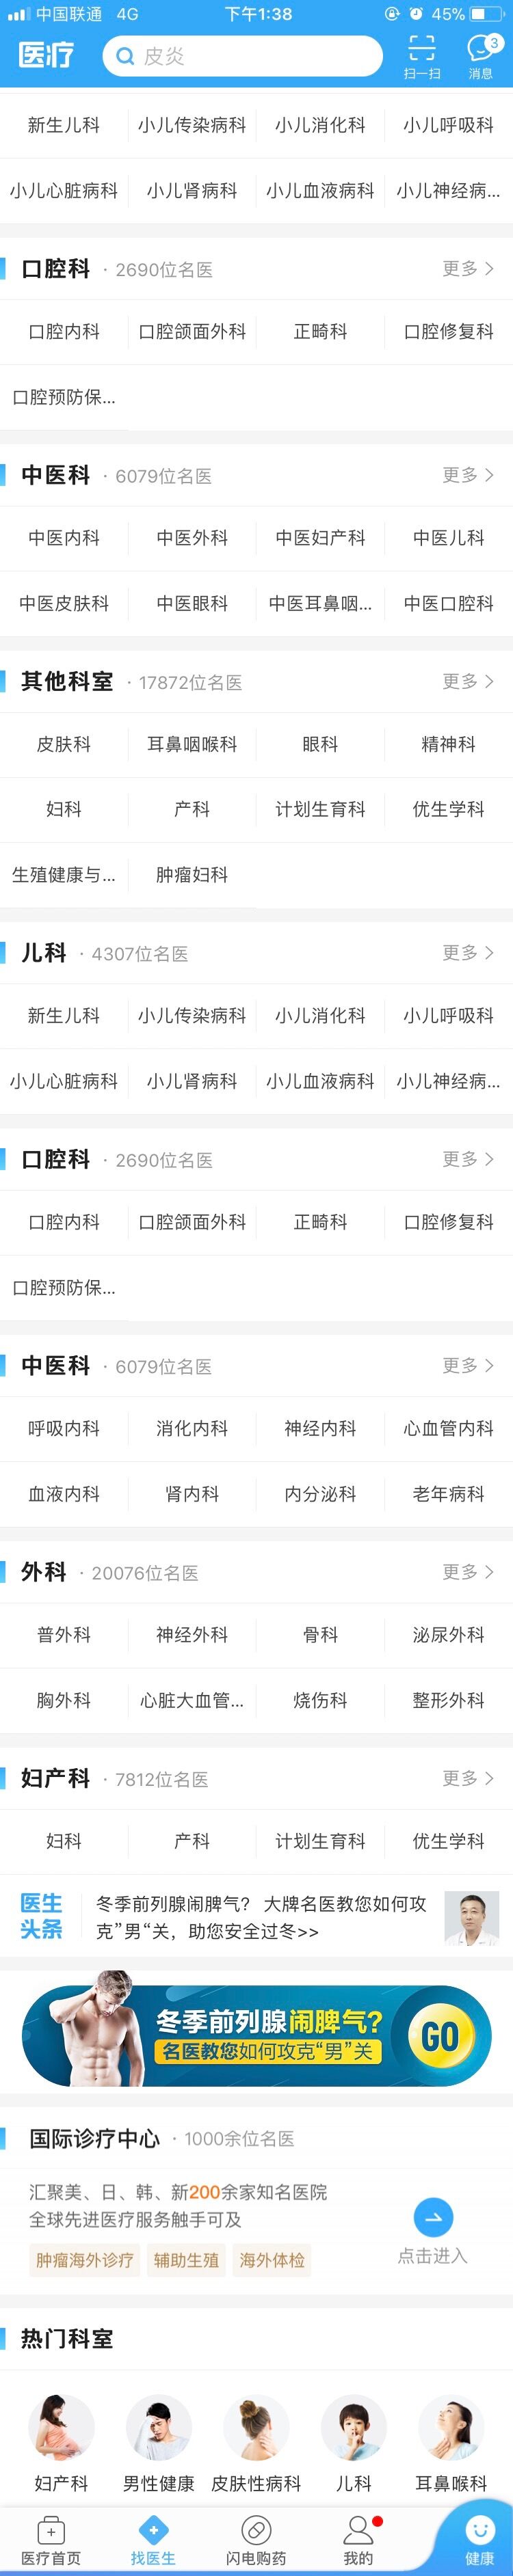 中国联通 4G 下午1:38 45%
医疗 皮炎 扫一扫 消息 3
新生儿科 小儿传染病科 小儿消化科 小儿呼吸科
小儿心脏病科 小儿肾病科 小儿血液病科 小儿神经病...
口腔科 · 2690位名医 更多
口腔内科 口腔颌面外科 正畸科 口腔修复科
口腔预防保...
中医科 · 6079位名医 更多
中医内科 中医外科 中医妇产科 中医儿科
中医皮肤科 中医眼科 中医耳鼻咽... 中医口腔科
其他科室 · 17872位名医 更多
皮肤科 耳鼻咽喉科 眼科 精神科
妇科 产科 计划生育科 优生学科
生殖健康与... 肿瘤妇科
儿科 · 4307位名医 更多
新生儿科 小儿传染病科 小儿消化科 小儿呼吸科
小儿心脏病科 小儿肾病科 小儿血液病科 小儿神经病...
口腔科 · 2690位名医 更多
口腔内科 口腔颌面外科 正畸科 口腔修复科
口腔预防保...
中医科 · 6079位名医 更多
呼吸内科 消化内科 神经内科 心血管内科
血液内科 肾内科 内分泌科 老年病科
外科 · 20076位名医 更多
普外科 神经外科 骨科 泌尿外科
胸外科 心脏大血管... 烧伤科 整形外科
妇产科 · 7812位名医 更多
妇科 产科 计划生育科 优生学科
医生
头条
冬季前列腺闹脾气? 大牌名医教您如何攻
克”男“关，助您安全过冬>>
冬季前列腺闹脾气?
名医教您如何攻克“男”关
GO
国际诊疗中心 · 1000余位名医
汇聚美、日、韩、新200余家知名医院
全球先进医疗服务触手可及
肿瘤海外诊疗 辅助生殖 海外体检
点击进入
热门科室
妇产科 男性健康 皮肤性病科 儿科 耳鼻喉科
医疗首页 找医生 闪电购药 我的 健康